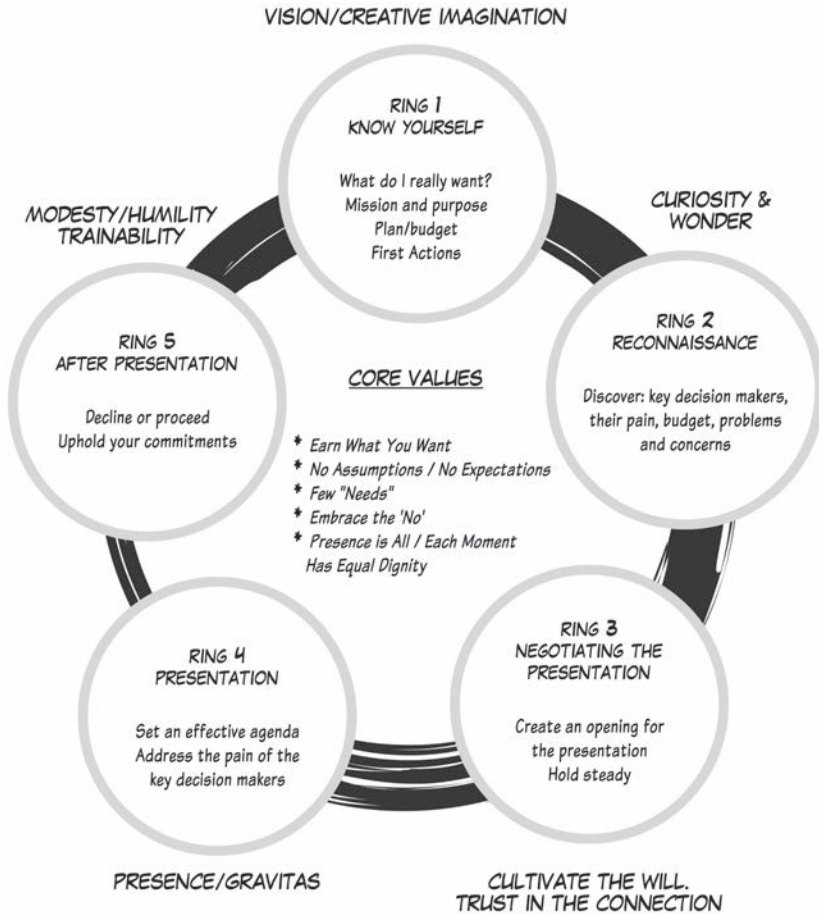 VISION/CREATIVE IMAGINATION
RING 1
KNOW YOURSELF
What do I really want?
Mission and purpose
Plan/budget
First Actions
CURIOSITY &
WONDER
RING 2
RECONNAISSANCE
Discover: key decision makers,
their pain, budget, problems
and concerns
RING 3
NEGOTIATING THE
PRESENTATION
Create an opening for
the presentation
Hold steady
CULTIVATE THE WILL.
TRUST IN THE CONNECTION
RING 4
PRESENTATION
Set an effective agenda
Address the pain of the
key decision makers
PRESENCE/GRAVITAS
MODESTY/HUMILITY
TRAINABILITY
RING 5
AFTER PRESENTATION
Decline or proceed
Uphold your commitments
CORE VALUES
* Earn What You Want
* No Assumptions / No Expectations
* Few "Needs"
* Embrace the 'No'
* Presence is All / Each Moment
Has Equal Dignity